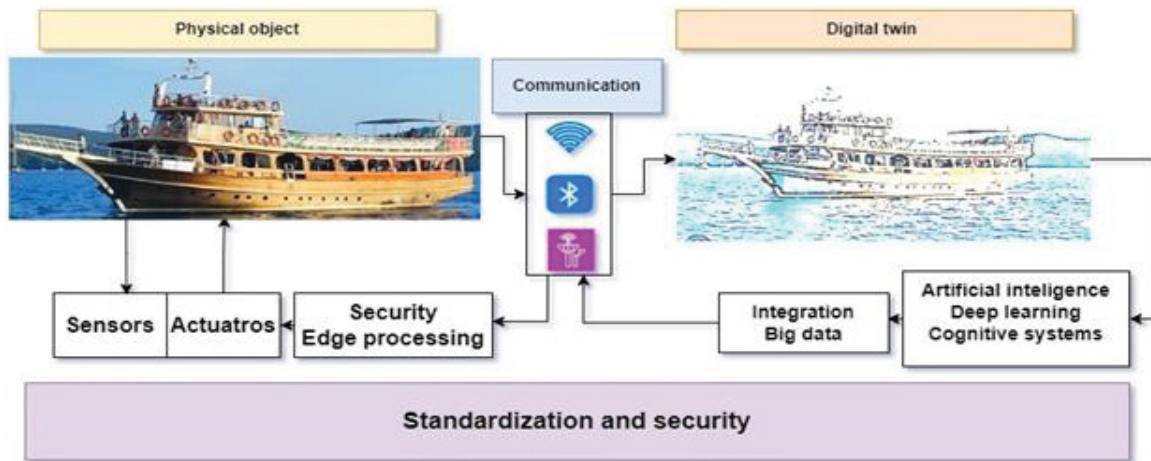 Physical object
Digital twin
Communication
Sensors
Actuatros
Security
Edge processing
Integration
Big data
Artificial inteligence
Deep learning
Cognitive systems
Standardization and security